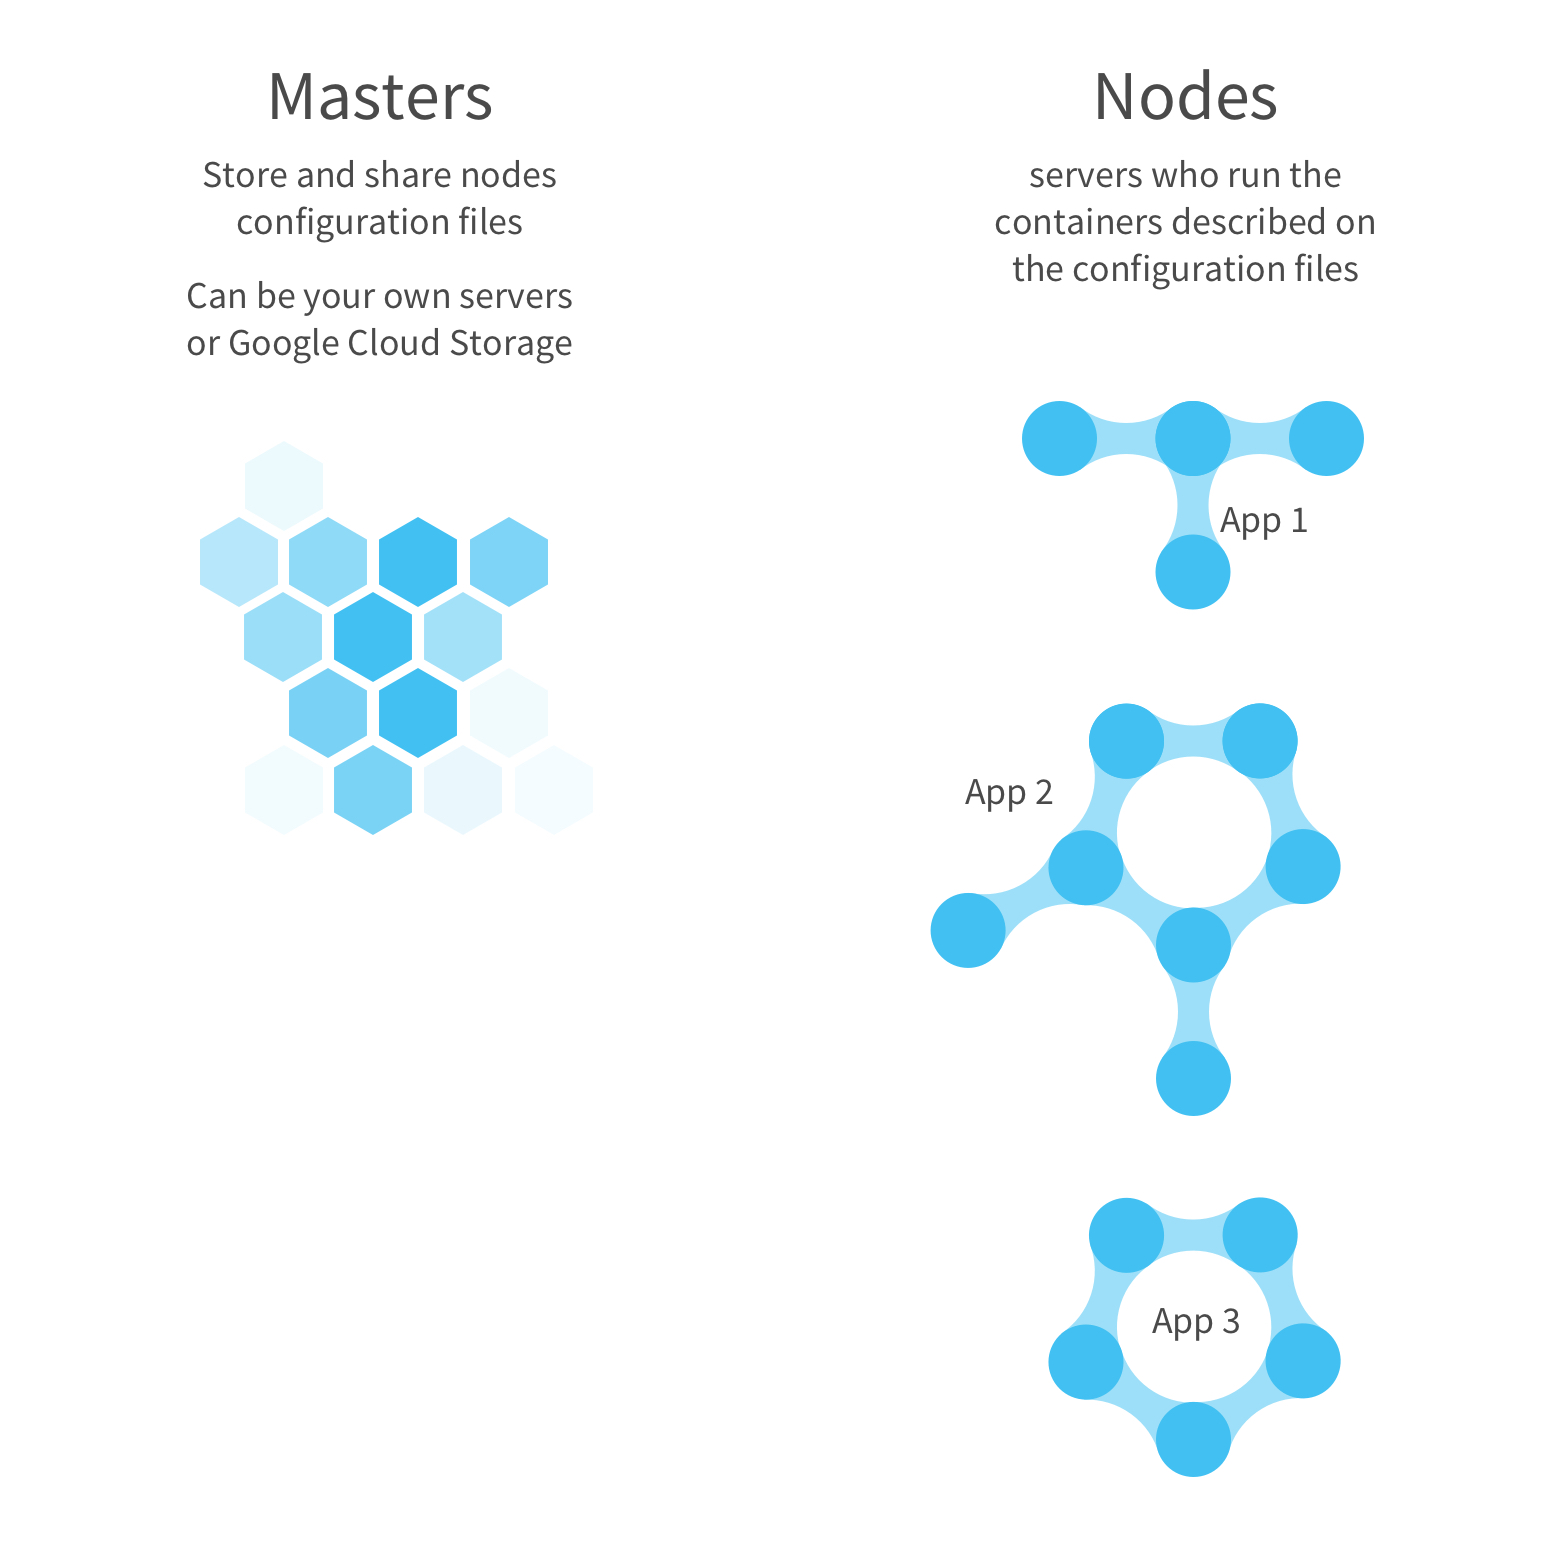 Masters
Store and share nodes
configuration files
Can be your own servers
or Google Cloud Storage
Nodes
servers who run the
containers described on
the configuration files
App 1
App 2
App 3